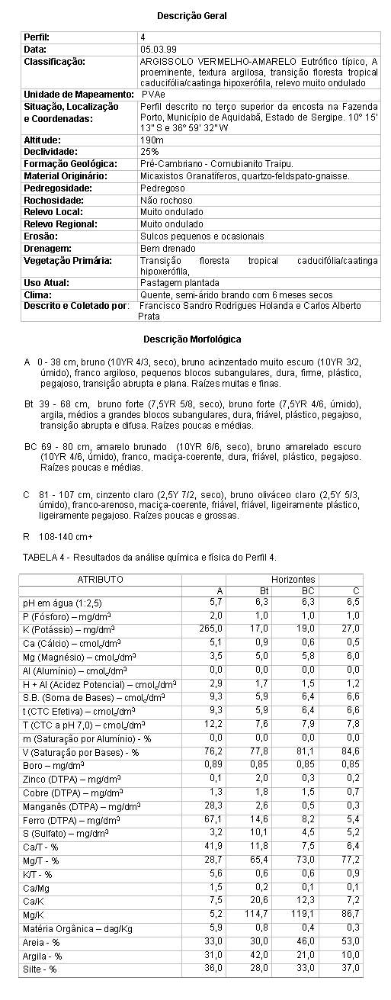 Descrição Geral
Perfil: 4
Data: 05.03.99
Classificação: ARGISSOLO VERMELHO-AMARELO Eutrófico típico, A
proeminente, textura argilosa, transição floresta tropical
caducifólia/caatinga hipoxerófila, relevo muito ondulado
Unidade de Mapeamento: PVAe
Situação, Localização Perfil descrito no terço superior da encosta na Fazenda
e Coordenadas: Porto, Município de Aquidabã, Estado de Sergipe. 10º 15’
13” S e 36º 59’ 32” W
Altitude: 190m
Declividade: 25%
Formação Geológica: Pré-Cambriano - Cornubianito Traipu.
Material Originário: Micaxistos Granatíferos, quartzo-feldspato-gnaisse.
Pedregosidade: Pedregoso
Rochosidade: Não rochoso
Relevo Local: Muito ondulado
Relevo Regional: Muito ondulado
Erosão: Sulcos pequenos e ocasionais
Drenagem: Bem drenado
Vegetação Primária: Transição floresta tropical caducifólia/caatinga
hipoxerófila,
Uso Atual: Pastagem plantada
Clima: Quente, semi-árido brando com 6 meses secos
Descrito e Coletado por: Francisco Sandro Rodrigues Holanda e Carlos Alberto
Prata
Descrição Morfológica
A 0 - 38 cm, bruno (10YR 4/3, seco), bruno acinzentado muito escuro (10YR 3/2,
úmido), franco argiloso, pequenos blocos subangulares, dura, firme, plástico,
pegajoso, transição abrupta e plana. Raízes muitas e finas.
Bt 39 - 68 cm, bruno forte (7,5YR 5/8, seco), bruno forte (7,5YR 4/6, úmido),
argila, médios a grandes blocos subangulares, dura, friável, plástico, pegajoso,
transição abrupta e difusa. Raízes poucas e médias.
BC 69 - 80 cm, amarelo brunado (10YR 6/6, seco), bruno amarelado escuro
(10YR 4/6, úmido), franco, maciça-coerente, dura, friável, plástico, pegajoso.
Raízes poucas e médias.
C 81 - 107 cm, cinzento claro (2,5Y 7/2, seco), bruno oliváceo claro (2,5Y 5/3,
úmido), franco-arenoso, maciça-coerente, friável, friável, ligeiramente plástico,
ligeiramente pegajoso. Raízes poucas e grossas.
R 108-140 cm+
TABELA 4 - Resultados da análise química e física do Perfil 4.
ATRIBUTO Horizontes
A Bt BC C
pH em água (1:2,5) 5,7 6,3 6,3 6,5
P (Fósforo) – mg/dm³ 2,0 1,0 1,0 1,0
K (Potássio) – mg/dm³ 265,0 17,0 19,0 27,0
Ca (Cálcio) – cmolc/dm³ 5,1 0,9 0,6 0,5
Mg (Magnésio) – cmolc/dm³ 3,5 5,0 5,8 6,0
Al (Alumínio) – cmolc/dm³ 0,0 0,0 0,0 0,0
H + Al (Acidez Potencial) – cmolc/dm³ 2,9 1,7 1,5 1,2
S.B. (Soma de Bases) – cmolc/dm³ 9,3 5,9 6,4 6,6
t (CTC Efetiva) – cmolc/dm³ 9,3 5,9 6,4 6,6
T (CTC a pH 7,0) – cmolc/dm³ 12,2 7,6 7,9 7,8
m (Saturação por Alumínio) - % 0,0 0,0 0,0 0,0
V (Saturação por Bases) - % 76,2 77,8 81,1 84,6
Boro – mg/dm³ 0,89 0,85 0,85 0,85
Zinco (DTPA) – mg/dm³ 0,1 2,0 0,3 0,2
Cobre (DTPA) – mg/dm³ 1,3 1,8 1,5 0,7
Manganês (DTPA) – mg/dm³ 28,3 2,6 0,5 0,3
Ferro (DTPA) – mg/dm³ 67,1 14,6 8,2 5,4
S (Sulfato) – mg/dm³ 3,2 10,1 4,5 5,2
Ca/T - % 41,9 11,8 7,5 6,4
Mg/T - % 28,7 65,4 73,0 77,2
K/T - % 5,6 0,6 0,6 0,9
Ca/Mg 1,5 0,2 0,1 0,1
Ca/K 7,5 20,6 12,3 7,2
Mg/K 5,2 114,7 119,1 86,7
Matéria Orgânica – dag/Kg 5,9 0,8 0,4 0,3
Areia - % 33,0 30,0 46,0 53,0
Argila - % 31,0 42,0 21,0 10,0
Silte - % 36,0 28,0 33,0 37,0